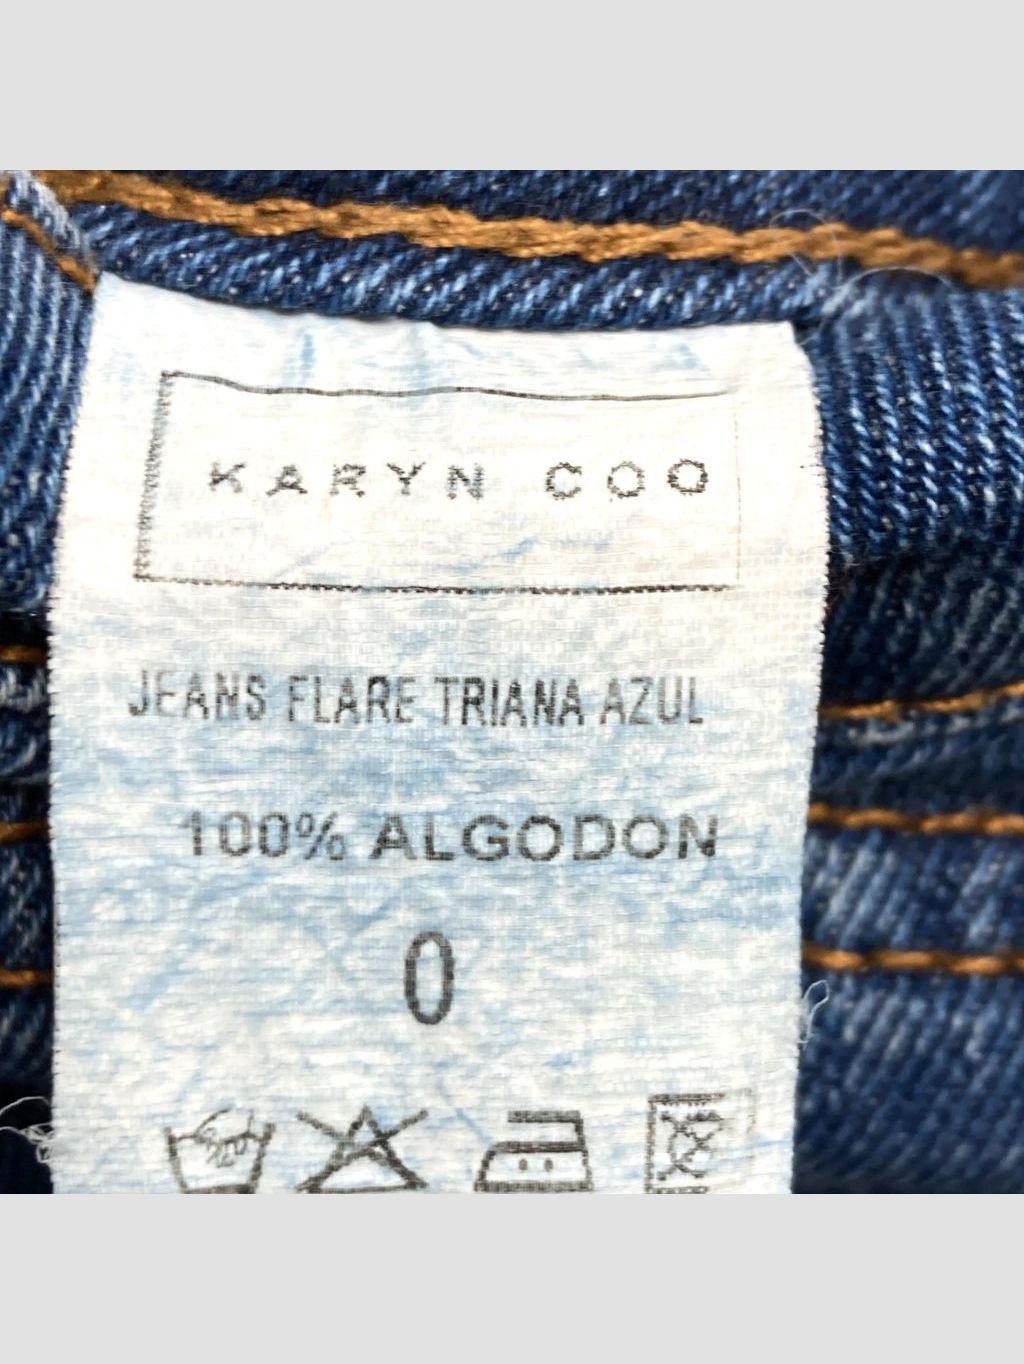 KARYN COO
JEANS FLARE TRIANA AZUL
100% ALGODON
0